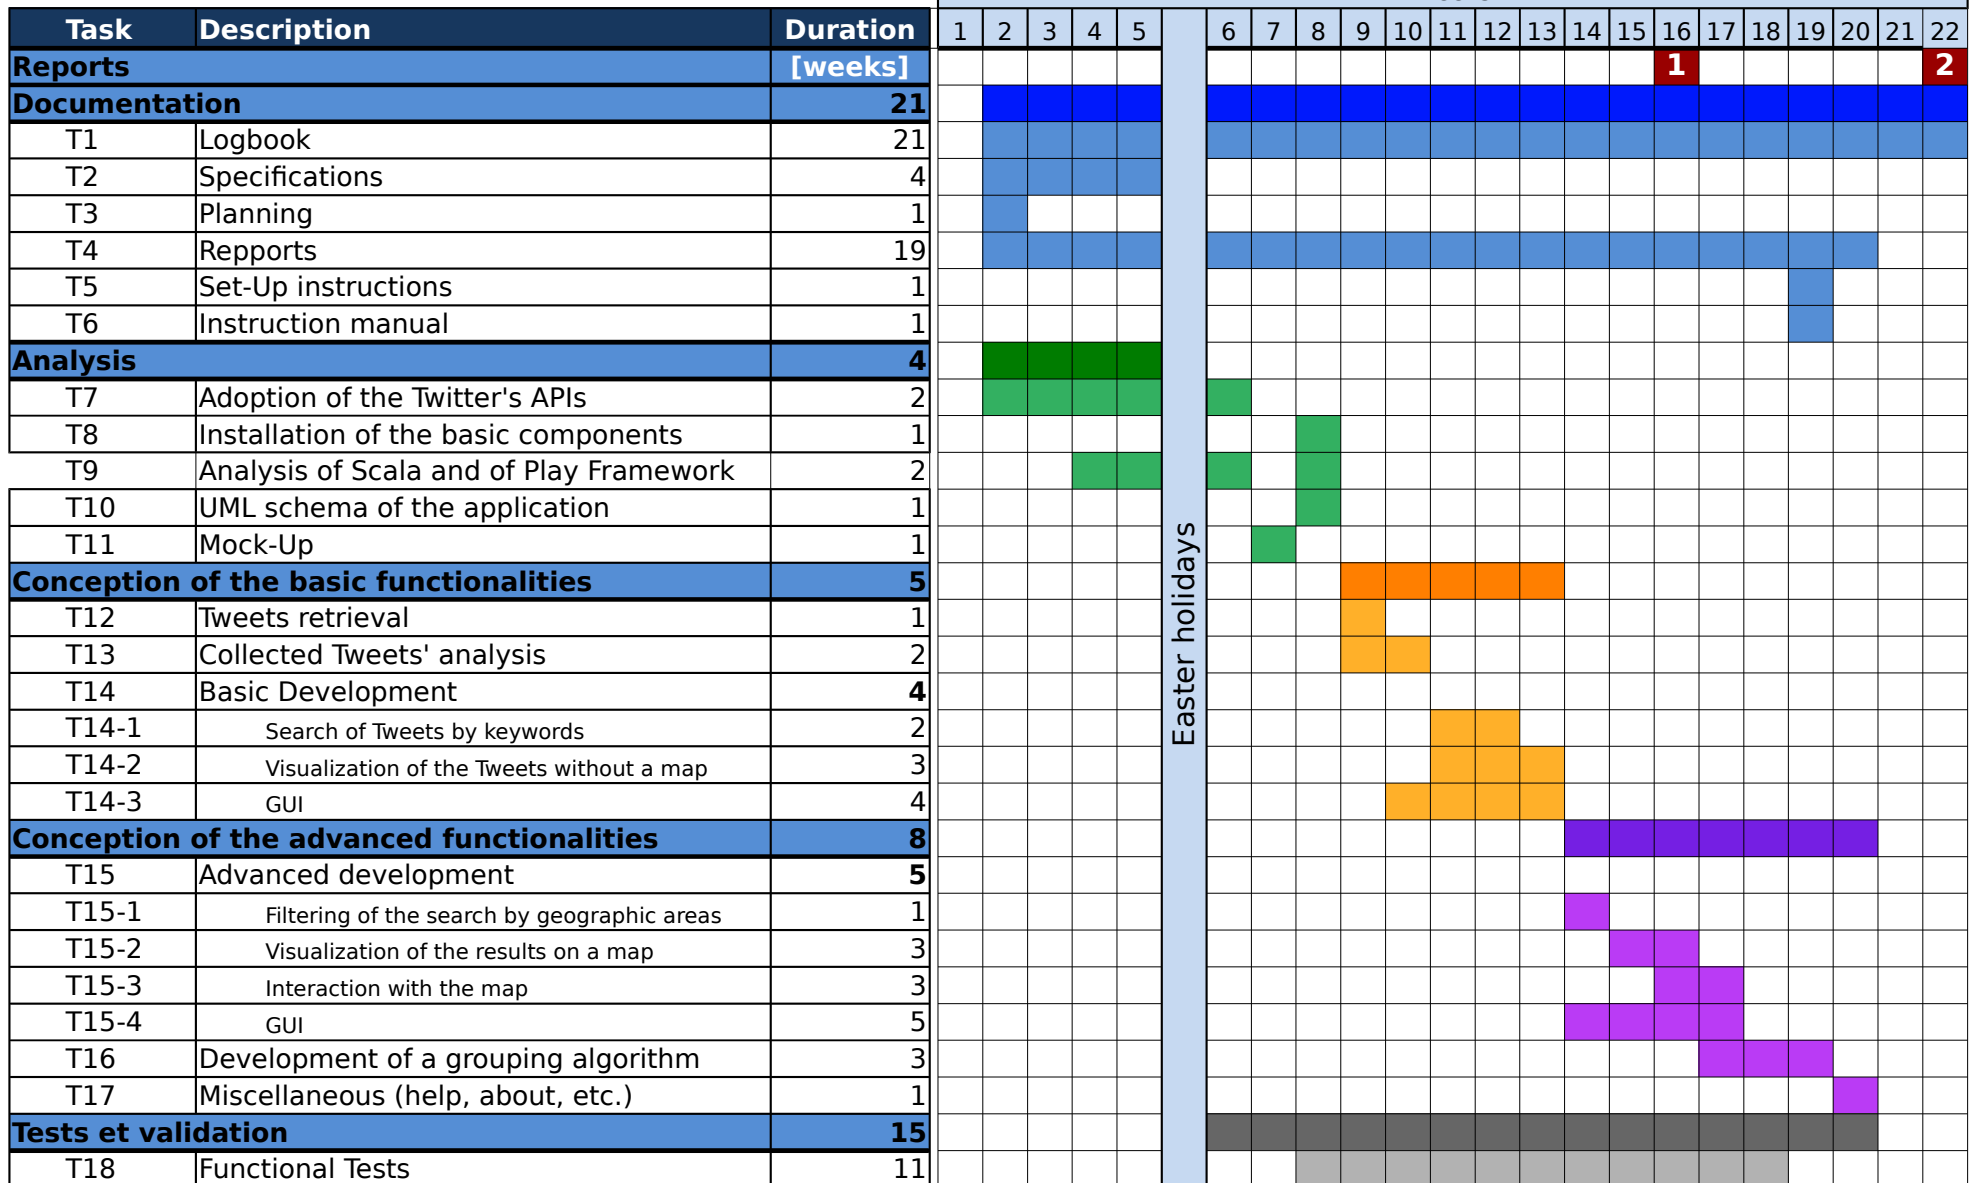 Task Description Duration 1 2 3 4 5 6 7 8 9 10 11 12 13 14 15 16 17 18 19 20 21 22
Reports [weeks] 1 2
Documentation 21
T1 Logbook 21
T2 Specifications 4
T3 Planning 1
T4 Repports 19
T5 Set-Up instructions 1
T6 Instruction manual 1
Analysis 4
T7 Adoption of the Twitter's APIs 2
T8 Installation of the basic components 1
T9 Analysis of Scala and of Play Framework 2
T10 UML schema of the application 1
T11 Mock-Up 1
Conception of the basic functionalities 5
T12 Tweets retrieval 1
T13 Collected Tweets' analysis 2
T14 Basic Development 4
T14-1 Search of Tweets by keywords 2
T14-2 Visualization of the Tweets without a map 3
T14-3 GUI 4
Conception of the advanced functionalities 8
T15 Advanced development 5
T15-1 Filtering of the search by geographic areas 1
T15-2 Visualization of the results on a map 3
T15-3 Interaction with the map 3
T15-4 GUI 5
T16 Development of a grouping algorithm 3
T17 Miscellaneous (help, about, etc.) 1
Tests et validation 15
T18 Functional Tests 11
Easter holidays